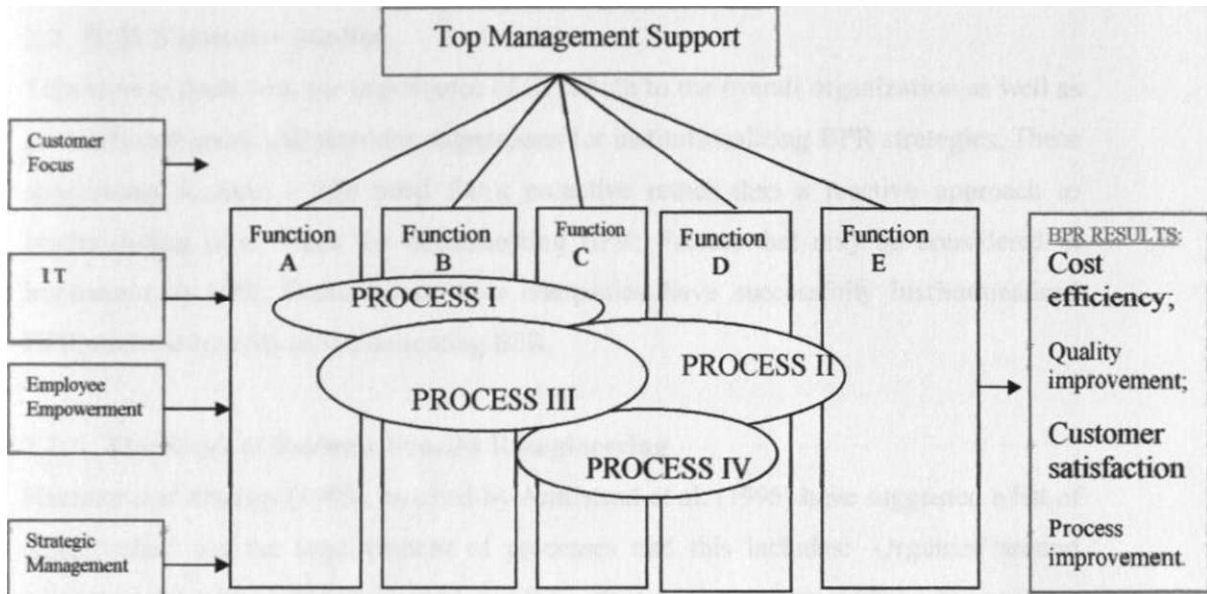 Top Management Support
Customer
Focus
I T
Employee
Empowerment
Strategic
Management
Function
A
Function
B
Function
C
Function
D
Function
E
PROCESS I
PROCESS II
PROCESS III
PROCESS IV
BPR RESULTS:
Cost
efficiency;
Quality
improvement;
Customer
satisfaction
Process
improvement.